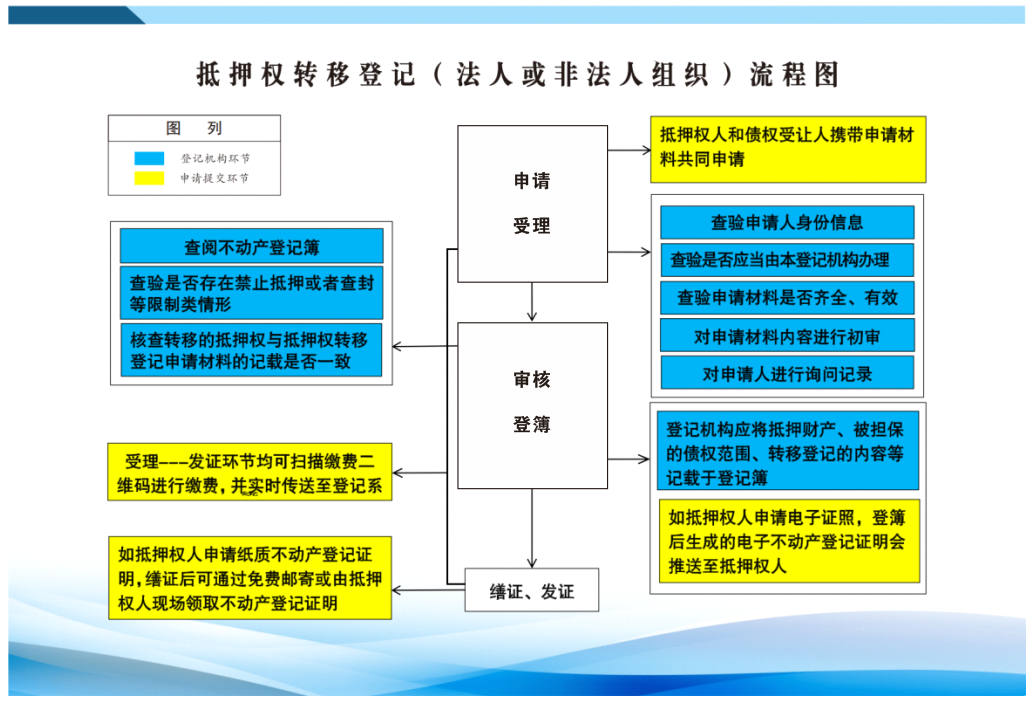 抵押权转移登记（法人或非法人组织）流程图
图 列
登记机构环节
申请提交环节
申请
受理
抵押权人和债权受让人携带申请材
料共同申请
查验申请人身份信息
查验是否应当由本登记机构办理
查验申请材料是否齐全、有效
对申请材料内容进行初审
对申请人进行询问记录
查阅不动产登记簿
查验是否存在禁止抵押或者查封
等限制类情形
核查转移的抵押权与抵押权转移
登记申请材料的记载是否一致
审核
登簿
登记机构应将抵押财产、被担保
的债权范围、转移登记的内容等
记载于登记簿
如抵押权人申请电子证照，登簿
后生成的电子不动产登记证明会
推送至抵押权人
受理---发证环节均可扫描缴费二
维码进行缴费，并实时传送至登记系
如抵押权人申请纸质不动产登记证
明，缮证后可通过免费邮寄或由抵押
权人现场领取不动产登记证明
缮证、发证